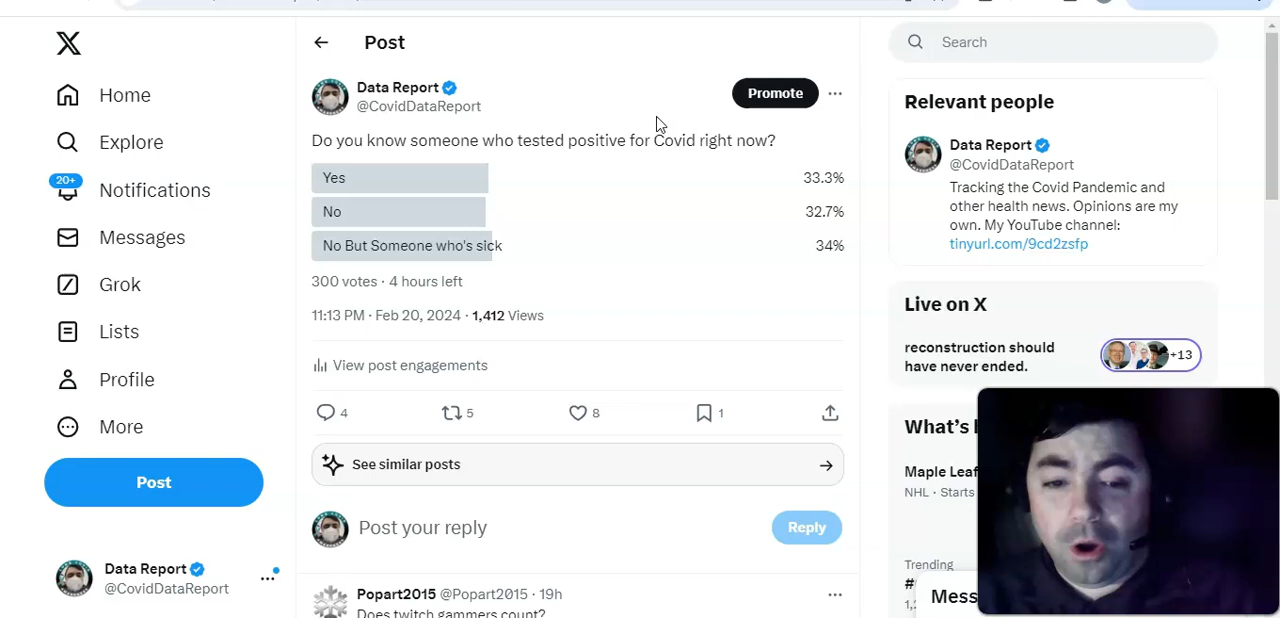 Home
Explore
20+
Notifications
Messages
Grok
Lists
Profile
More
Post
Data Report
@CovidDataReport
Post
Data Report
@CovidDataReport
Promote
Do you know someone who tested positive for Covid right now?
Yes 33.3%
No 32.7%
No But Someone who's sick 34%
300 votes · 4 hours left
11:13 PM · Feb 20, 2024 · 1,412 Views
View post engagements
4 5 8 1
See similar posts
Post your reply
Reply
Popart2015 @Popart2015 · 19h
Does twitch gammers count?
Search
Relevant people
Data Report
@CovidDataReport
Tracking the Covid Pandemic and
other health news. Opinions are my
own. My YouTube channel:
tinyurl.com/9cd2zsfp
Live on X
reconstruction should
have never ended.
+13
What's
Maple Leaf
NHL · Starts
Trending
#
Mess